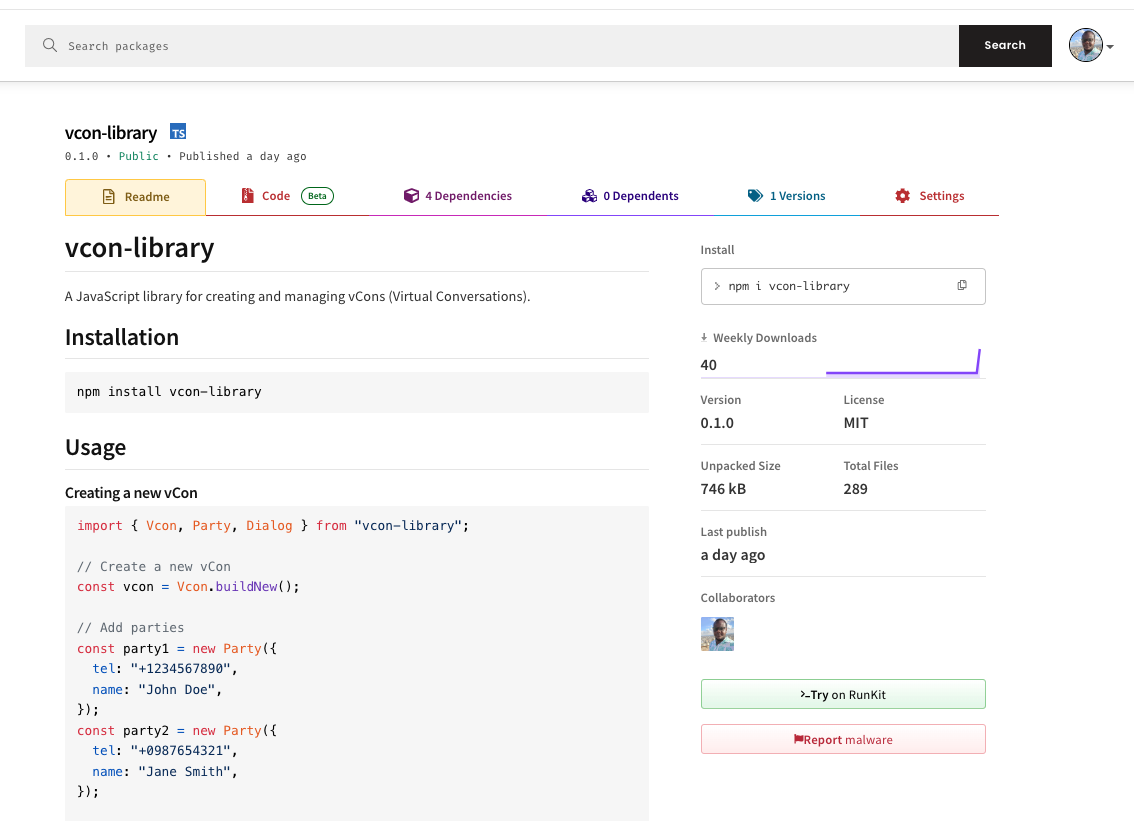 Search packages
Search
vcon-library TS
0.1.0 • Public • Published a day ago
Readme
Code Beta
4 Dependencies
0 Dependents
1 Versions
Settings
vcon-library
A JavaScript library for creating and managing vCons (Virtual Conversations).
Installation
npm install vcon-library
Usage
Creating a new vCon
import { Vcon, Party, Dialog } from "vcon-library";
// Create a new vCon
const vcon = Vcon.buildNew();
// Add parties
const party1 = new Party({
tel: "+1234567890",
name: "John Doe",
});
const party2 = new Party({
tel: "+0987654321",
name: "Jane Smith",
});
Install
> npm i vcon-library
Weekly Downloads
40
Version License
0.1.0 MIT
Unpacked Size Total Files
746 kB 289
Last publish
a day ago
Collaborators
Try on RunKit
Report malware